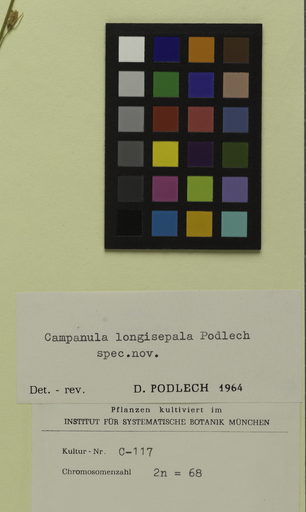 Campanula longisepala Podlech
spec.nov.
Det. - rev. D. PODLECH 1964
Pflanzen kultiviert im
INSTITUT FÜR SYSTEMATISCHE BOTANIK MÜNCHEN
Kultur - Nr. C-117
Chromosomenzahl 2n = 68